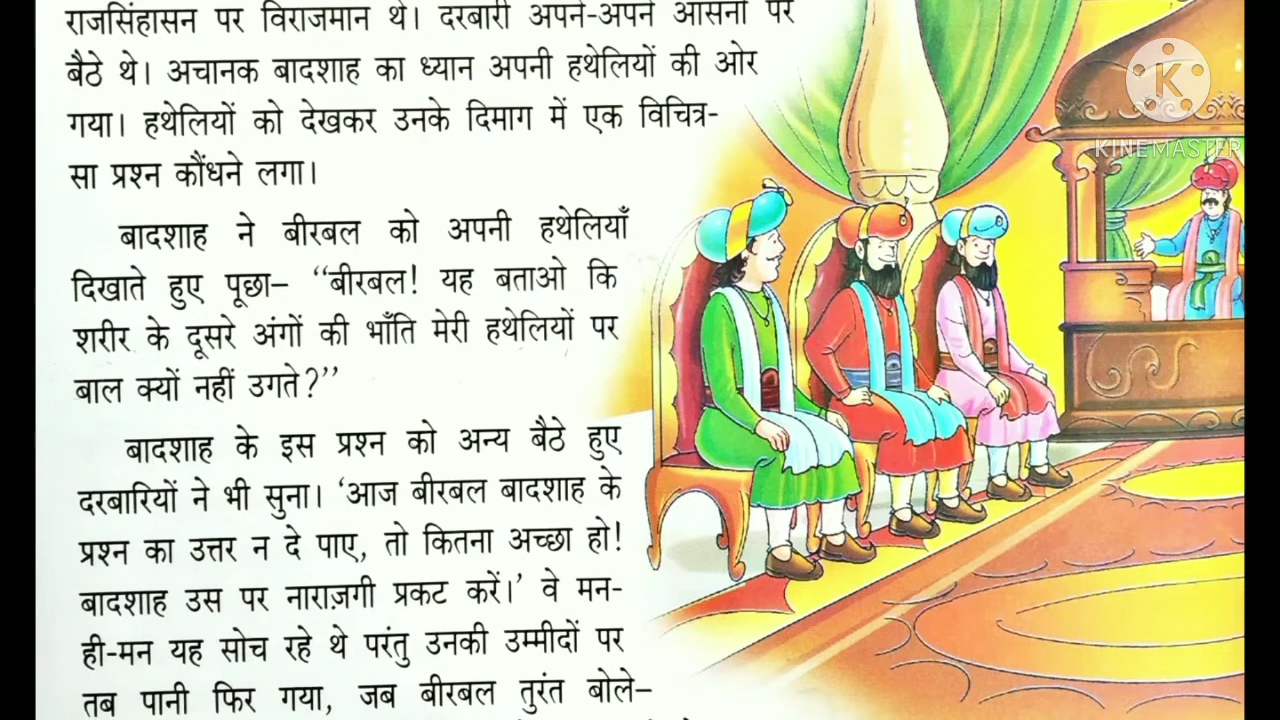 राजसिंहासन पर विराजमान थे। दरबारी अपने-अपने आसनों पर
बैठे थे। अचानक बादशाह का ध्यान अपनी हथेलियों की ओर
गया। हथेलियों को देखकर उनके दिमाग में एक विचित्र-
सा प्रश्न कौंधने लगा।
बादशाह ने बीरबल को अपनी हथेलियाँ
दिखाते हुए पूछा– “बीरबल! यह बताओ कि
शरीर के दूसरे अंगों की भाँति मेरी हथेलियों पर
बाल क्यों नहीं उगते?”
बादशाह के इस प्रश्न को अन्य बैठे हुए
दरबारियों ने भी सुना। ‘आज बीरबल बादशाह के
प्रश्न का उत्तर न दे पाए, तो कितना अच्छा हो!
बादशाह उस पर नाराज़गी प्रकट करें।’ वे मन-
ही-मन यह सोच रहे थे परंतु उनकी उम्मीदों पर
तब पानी फिर गया, जब बीरबल तुरंत बोले–
K
KINEMASTER